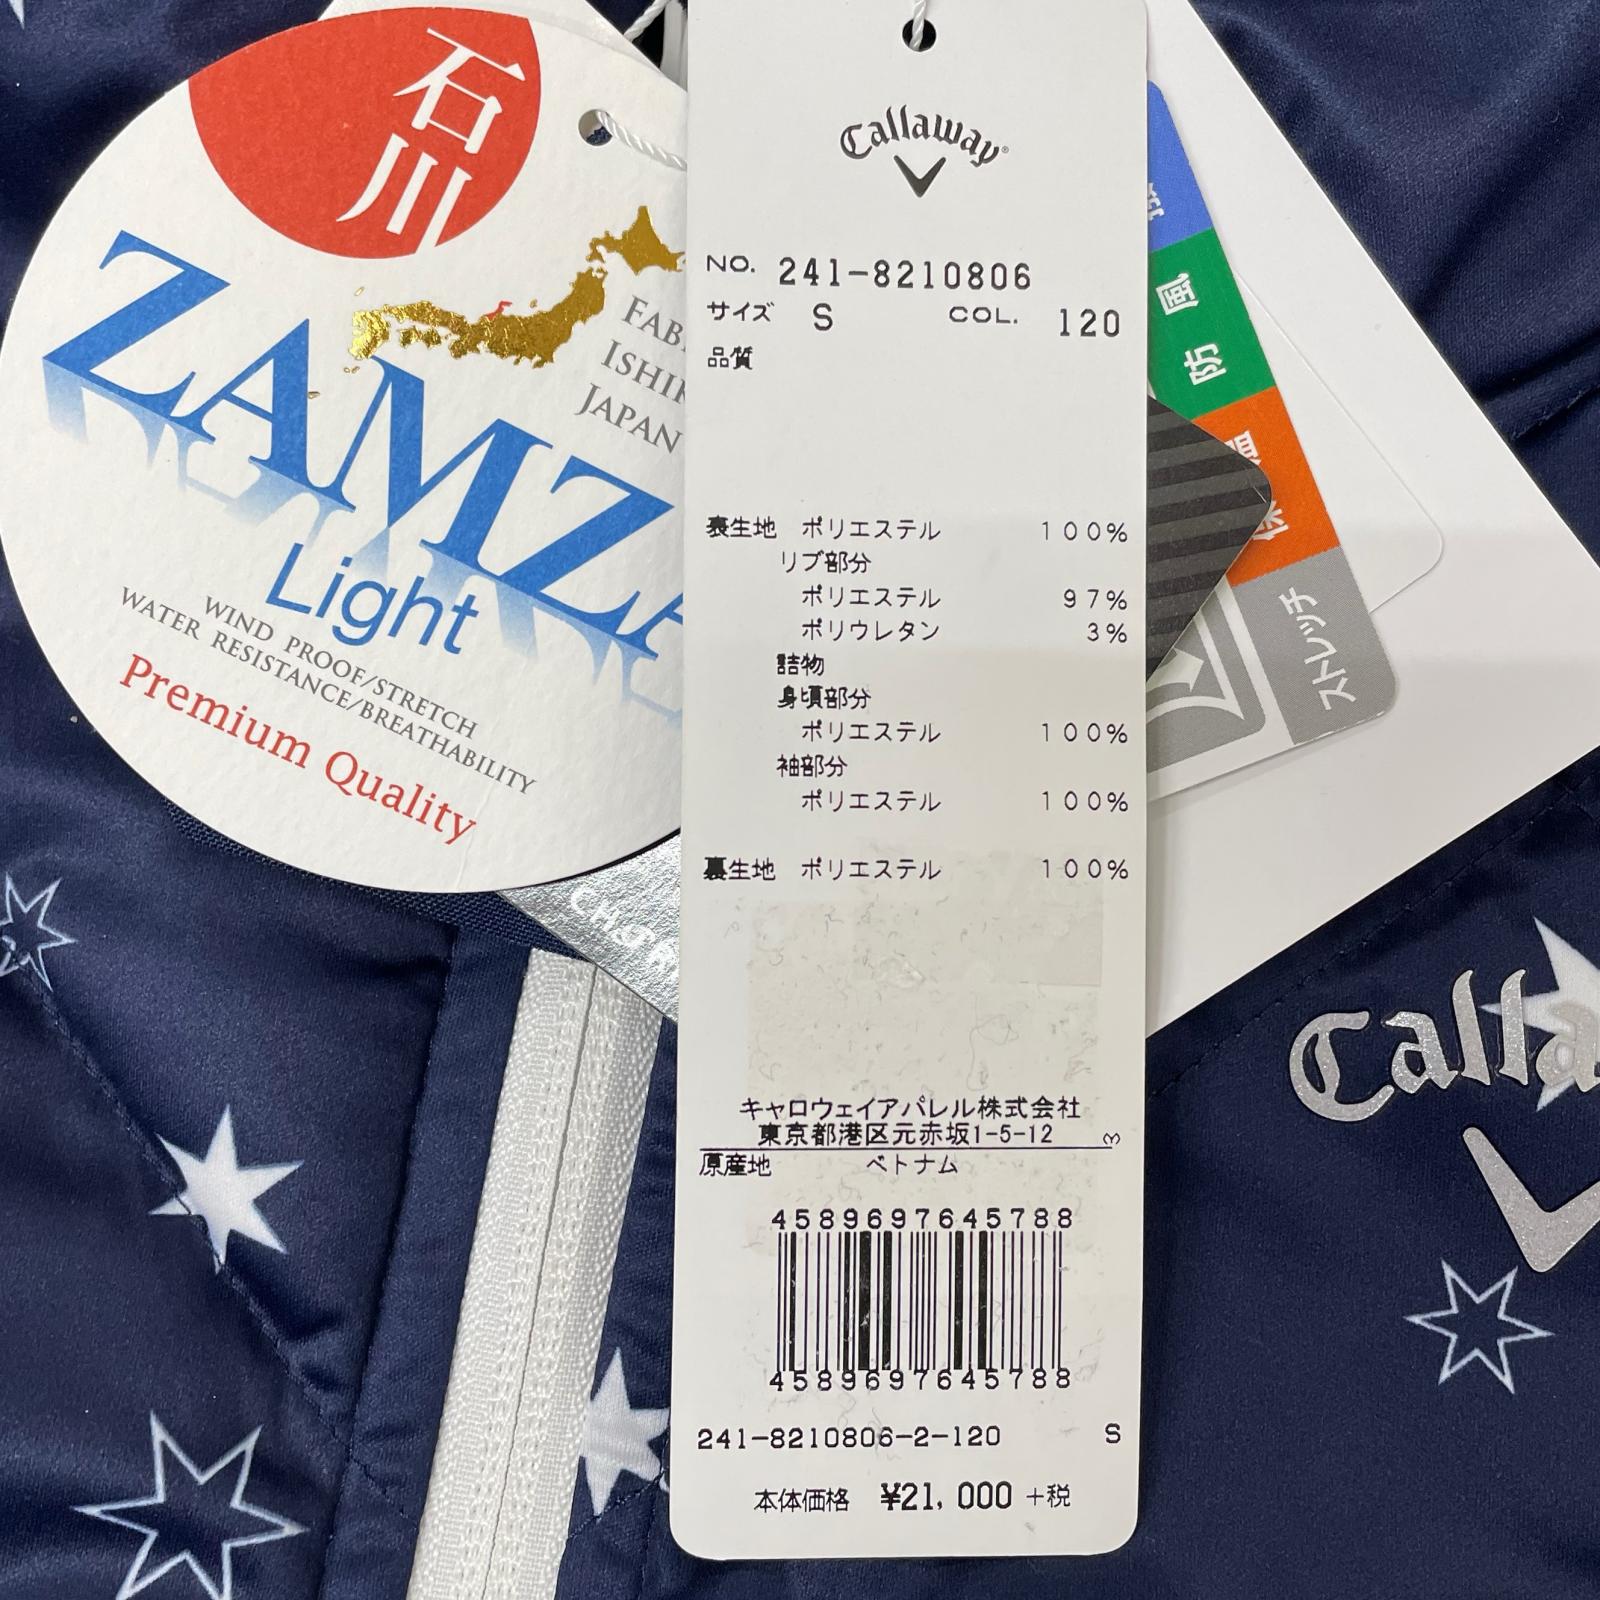 石川
ZAMZA
Light
WIND PROOF/STRETCH
WATER RESISTANCE/BREATHABILITY
Premium Quality
JAPAN
Callaway
NO. 241-8210806
サイズ S COL. 120
品質
表生地 ポリエステル 100%
リブ部分
ポリエステル 97%
ポリウレタン 3%
詰物
身頃部分
ポリエステル 100%
袖部分
ポリエステル 100%
裏生地 ポリエステル 100%
キャロウェイアパレル株式会社
東京都港区元赤坂1-5-12
原産地 ベトナム
4589697645788
4589697645788
241-8210806-2-120 S
本体価格 ¥21,000+税
防風
ストレッチ
Calla